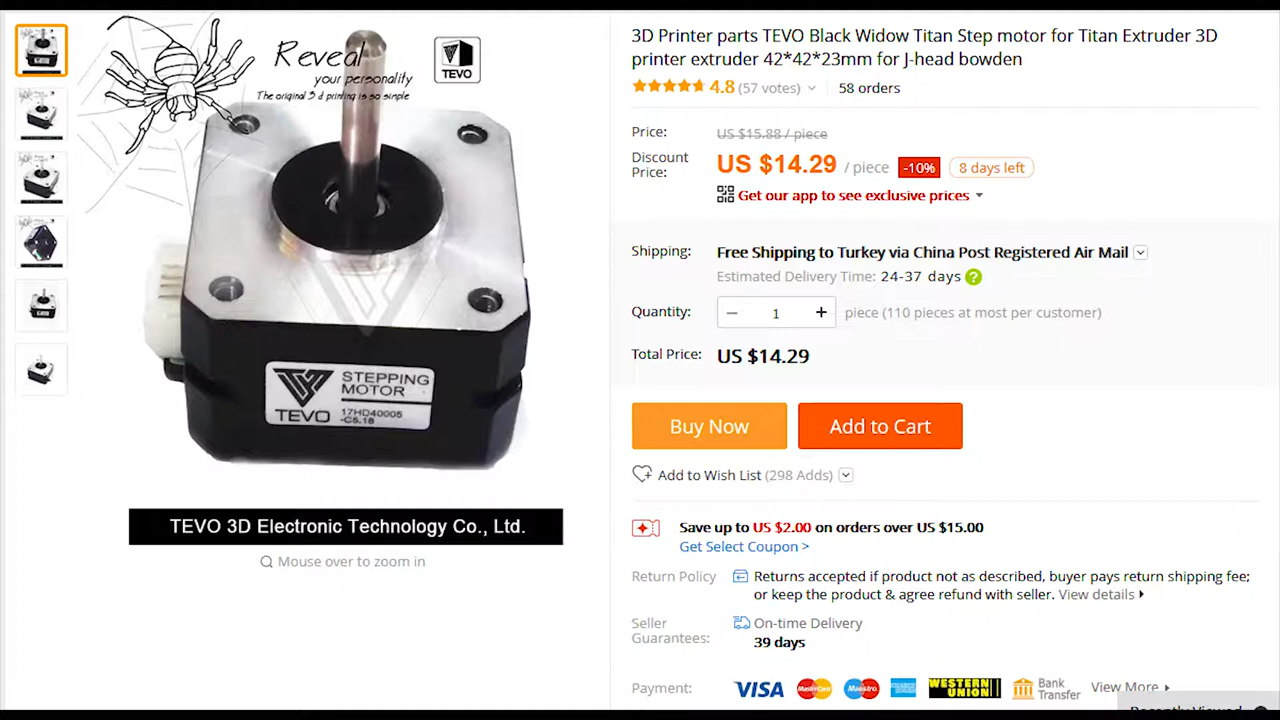 Reveal
your personality
The original 3 d printing is so simple
TEVO
STEPPING
MOTOR
TEVO
17HD40005
-C5.18
TEVO 3D Electronic Technology Co., Ltd.
Mouse over to zoom in
3D Printer parts TEVO Black Widow Titan Step motor for Titan Extruder 3D
printer extruder 42*42*23mm for J-head bowden
4.8 (57 votes) 58 orders
Price: US $15.88 / piece
Discount
Price: US $14.29 / piece -10% 8 days left
Get our app to see exclusive prices
Shipping: Free Shipping to Turkey via China Post Registered Air Mail
Estimated Delivery Time: 24-37 days ?
Quantity: − 1 + piece (110 pieces at most per customer)
Total Price: US $14.29
Buy Now Add to Cart
Add to Wish List (298 Adds)
Save up to US $2.00 on orders over US $15.00
Get Select Coupon >
Return Policy Returns accepted if product not as described, buyer pays return shipping fee;
or keep the product & agree refund with seller. View details
Seller
Guarantees: On-time Delivery
39 days
Payment: VISA MasterCard Maestro WESTERN UNION Bank Transfer View More
Recently Viewed